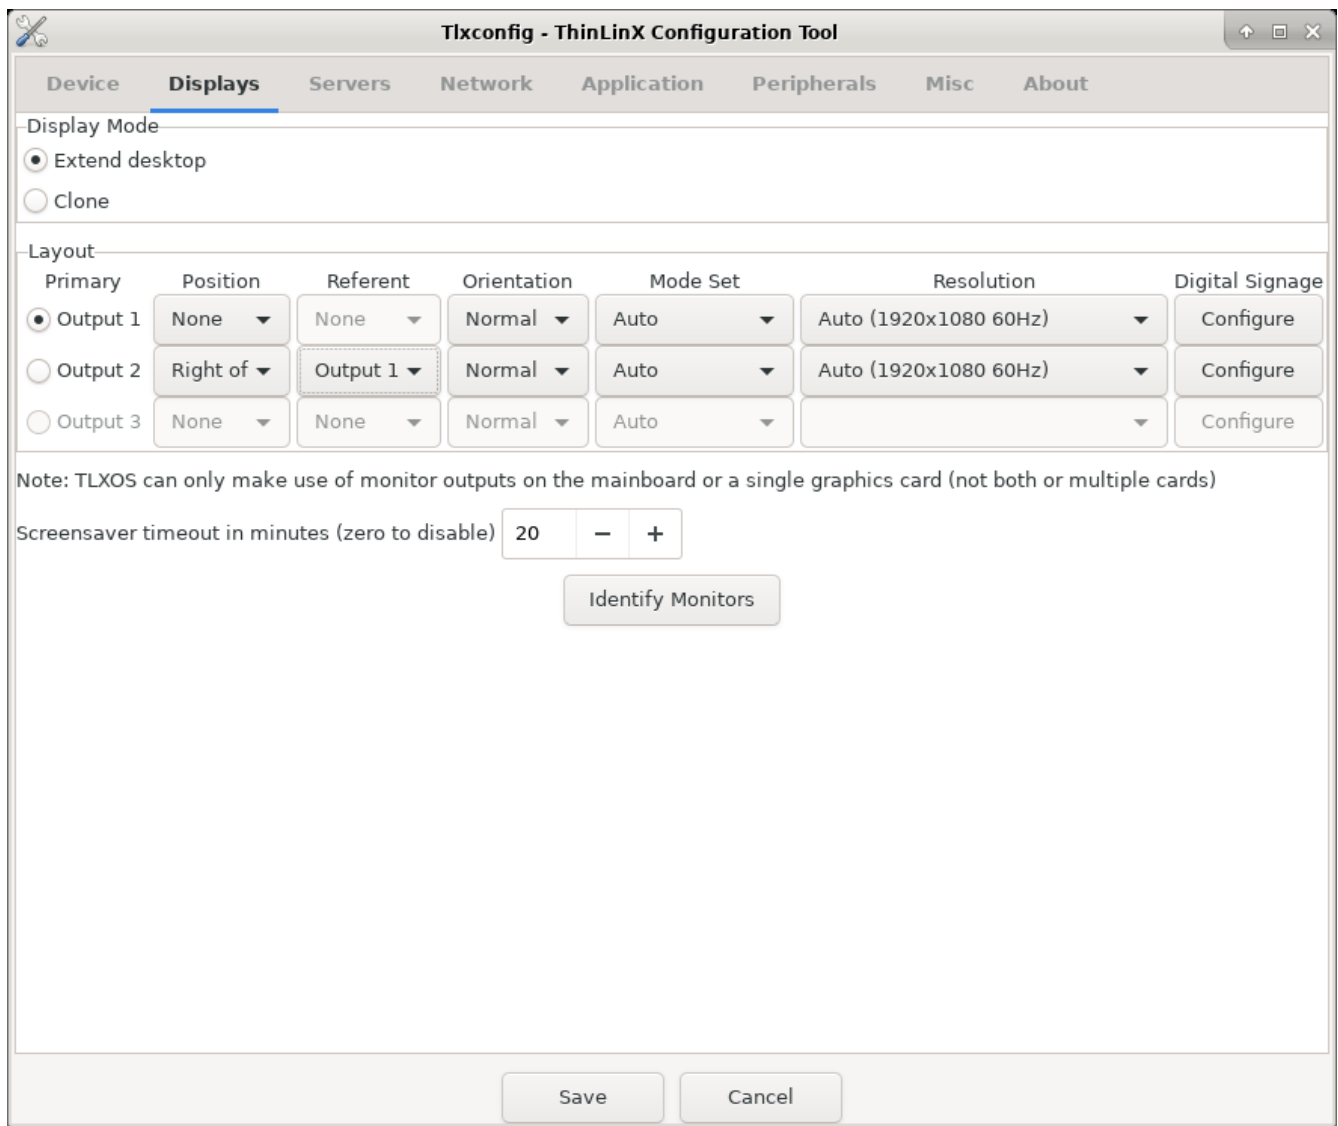 Tlxconfig - ThinLinX Configuration Tool
Device Displays Servers Network Application Peripherals Misc About
Display Mode
Extend desktop
Clone
Layout
Primary Position Referent Orientation Mode Set Resolution Digital Signage
Output 1 None None Normal Auto Auto (1920x1080 60Hz) Configure
Output 2 Right of Output 1 Normal Auto Auto (1920x1080 60Hz) Configure
Output 3 None None Normal Auto Configure
Note: TLXOS can only make use of monitor outputs on the mainboard or a single graphics card (not both or multiple cards)
Screensaver timeout in minutes (zero to disable) 20 − +
Identify Monitors
Save Cancel